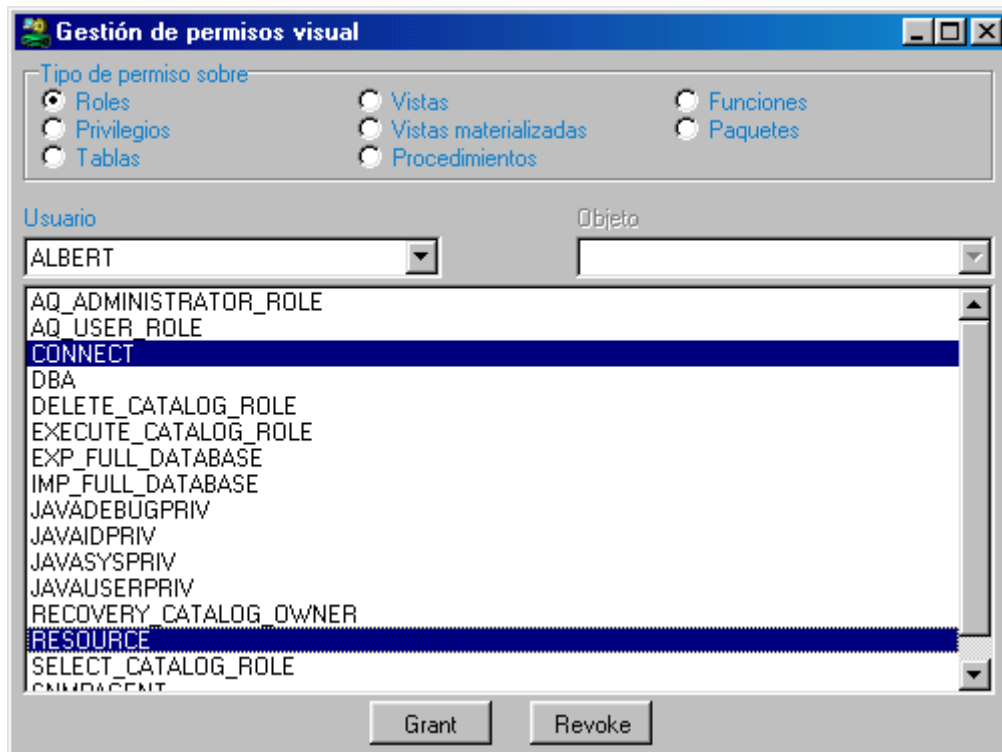 Gestión de permisos visual
Tipo de permiso sobre
Roles Vistas Funciones
Privilegios Vistas materializadas Paquetes
Tablas Procedimientos
Usuario Objeto
ALBERT
AQ_ADMINISTRATOR_ROLE
AQ_USER_ROLE
CONNECT
DBA
DELETE_CATALOG_ROLE
EXECUTE_CATALOG_ROLE
EXP_FULL_DATABASE
IMP_FULL_DATABASE
JAVADEBUGPRIV
JAVAIDPRIV
JAVASYSPRIV
JAVAUSERPRIV
RECOVERY_CATALOG_OWNER
RESOURCE
SELECT_CATALOG_ROLE
SNMPAGENT
Grant Revoke